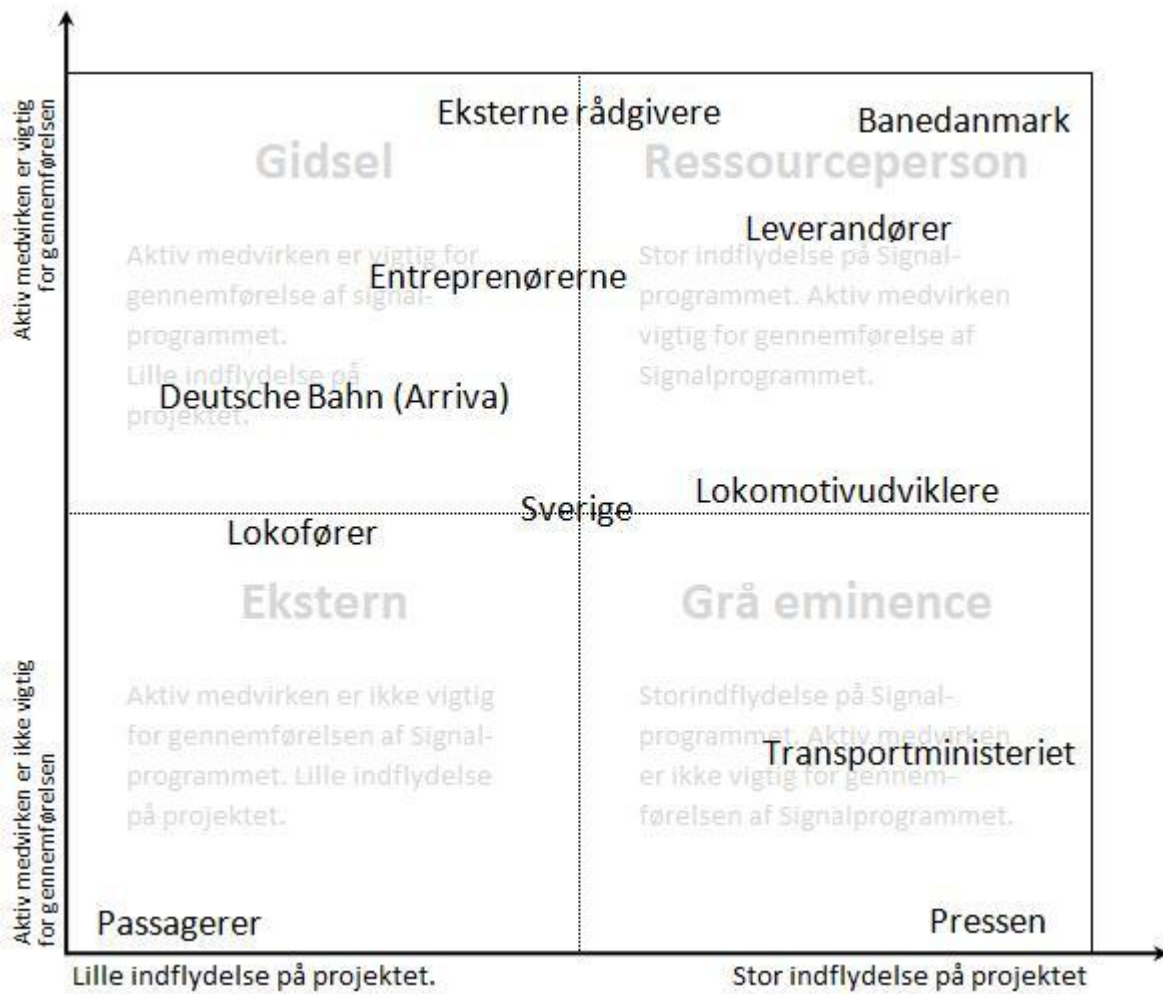 Aktiv medvirken er vigtig
for gennemførelsen
Eksterne rådgivere
Banedanmark
Gidsel
Ressourceperson
Leverandører
Aktiv medvirken er vigtig for
gennemførelse af signal-
programmet.
Lille indflydelse på
projektet.
Entreprenørerne
Stor indflydelse på Signal-
programmet. Aktiv medvirken
vigtig for gennemførelse af
Signalprogrammet.
Deutsche Bahn (Arriva)
Lokomotivudviklere
Sverige
Lokofører
Ekstern
Grå eminence
Aktiv medvirken er ikke vigtig
for gennemførelsen
Aktiv medvirken er ikke vigtig
for gennemførelsen af Signal-
programmet. Lille indflydelse
på projektet.
Storindflydelse på Signal-
programmet. Aktiv medvirken
er ikke vigtig for gennem-
førelsen af Signalprogrammet.
Transportministeriet
Passagerer
Pressen
Lille indflydelse på projektet.
Stor indflydelse på projektet